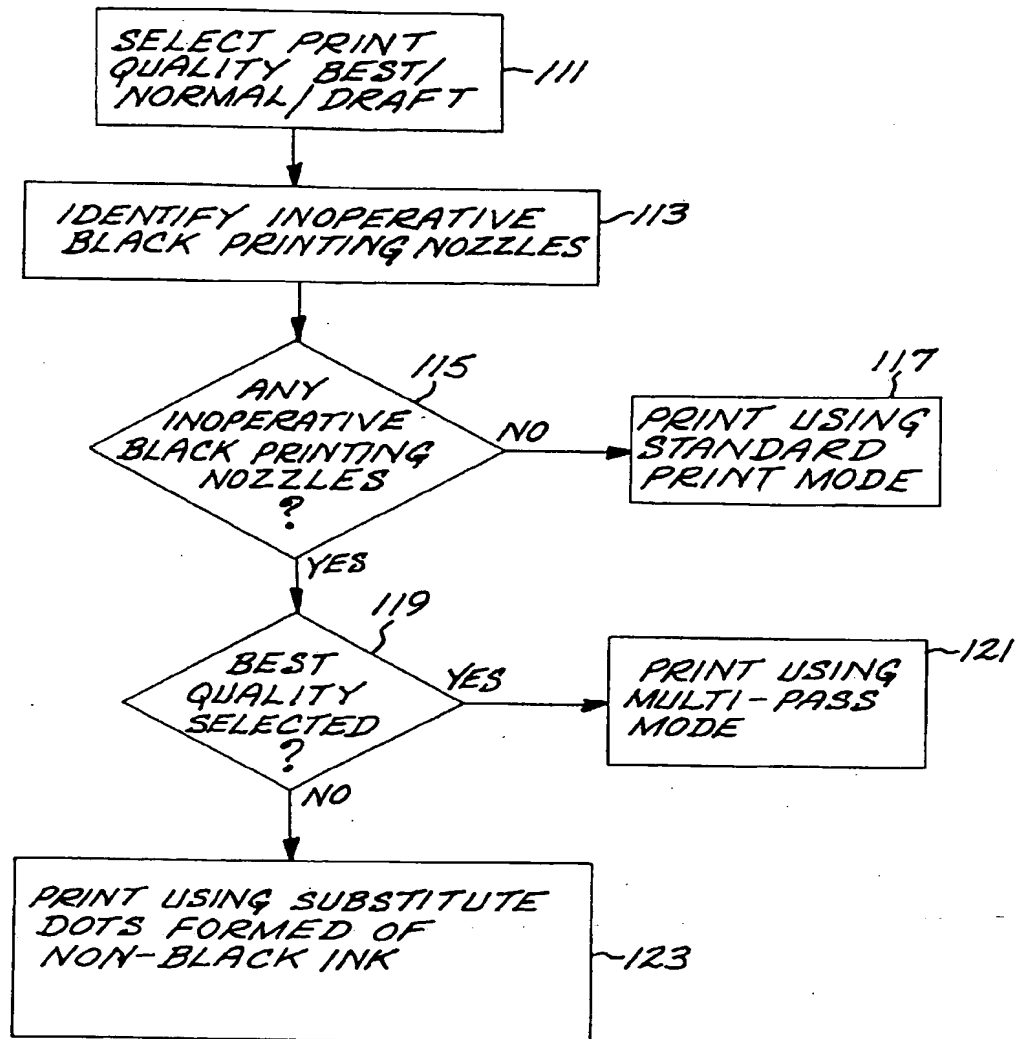 SELECT PRINT
QUALITY BEST/
NORMAL/DRAFT
111
IDENTIFY INOPERATIVE
BLACK PRINTING NOZZLES
113
ANY
INOPERATIVE
BLACK PRINTING
NOZZLES
?
115
NO
117
PRINT USING
STANDARD
PRINT MODE
YES
119
BEST
QUALITY
SELECTED
?
YES
121
PRINT USING
MULTI-PASS
MODE
NO
PRINT USING SUBSTITUTE
DOTS FORMED OF
NON-BLACK INK
123